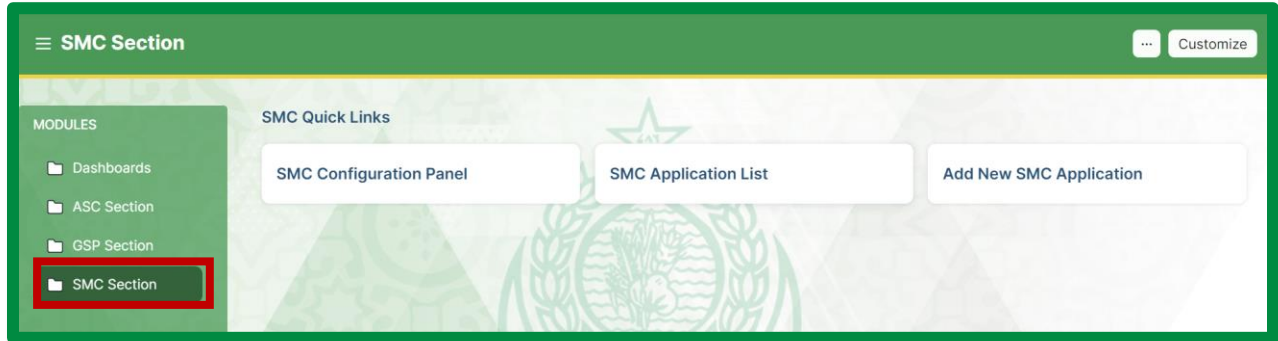 SMC Section
... Customize
MODULES
Dashboards
ASC Section
GSP Section
SMC Section
SMC Quick Links
SMC Configuration Panel
SMC Application List
Add New SMC Application